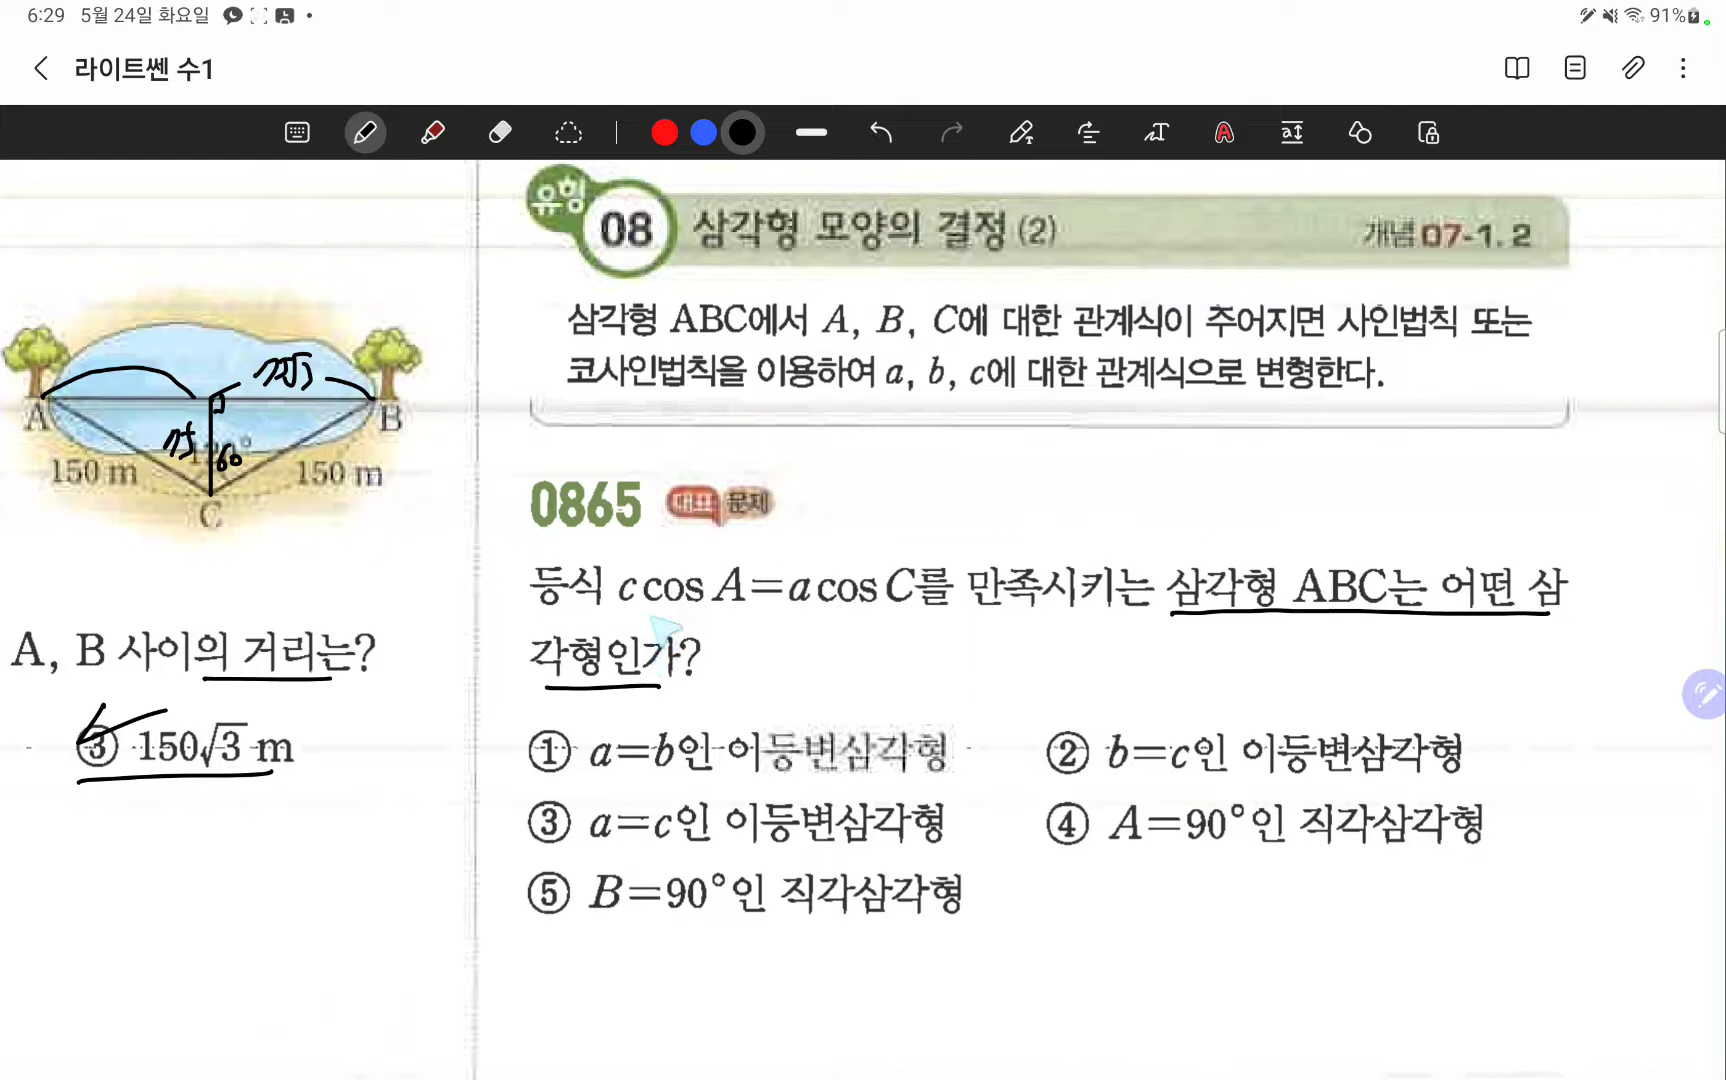 6:29 5월 24일 화요일
91%
라이트쎈 수1
유형 08 삼각형 모양의 결정 (2) 개념 07-1. 2
삼각형 ABC에서 A, B, C에 대한 관계식이 주어지면 사인법칙 또는
코사인법칙을 이용하여 a, b, c에 대한 관계식으로 변형한다.
A
B
75
60
150 m
150 m
C
A, B 사이의 거리는?
③ 150√3 m
0865 대표 문제
등식 c cos A=a cos C를 만족시키는 삼각형 ABC는 어떤 삼
각형인가?
① a=b인 이등변삼각형 ② b=c인 이등변삼각형
③ a=c인 이등변삼각형 ④ A=90°인 직각삼각형
⑤ B=90°인 직각삼각형